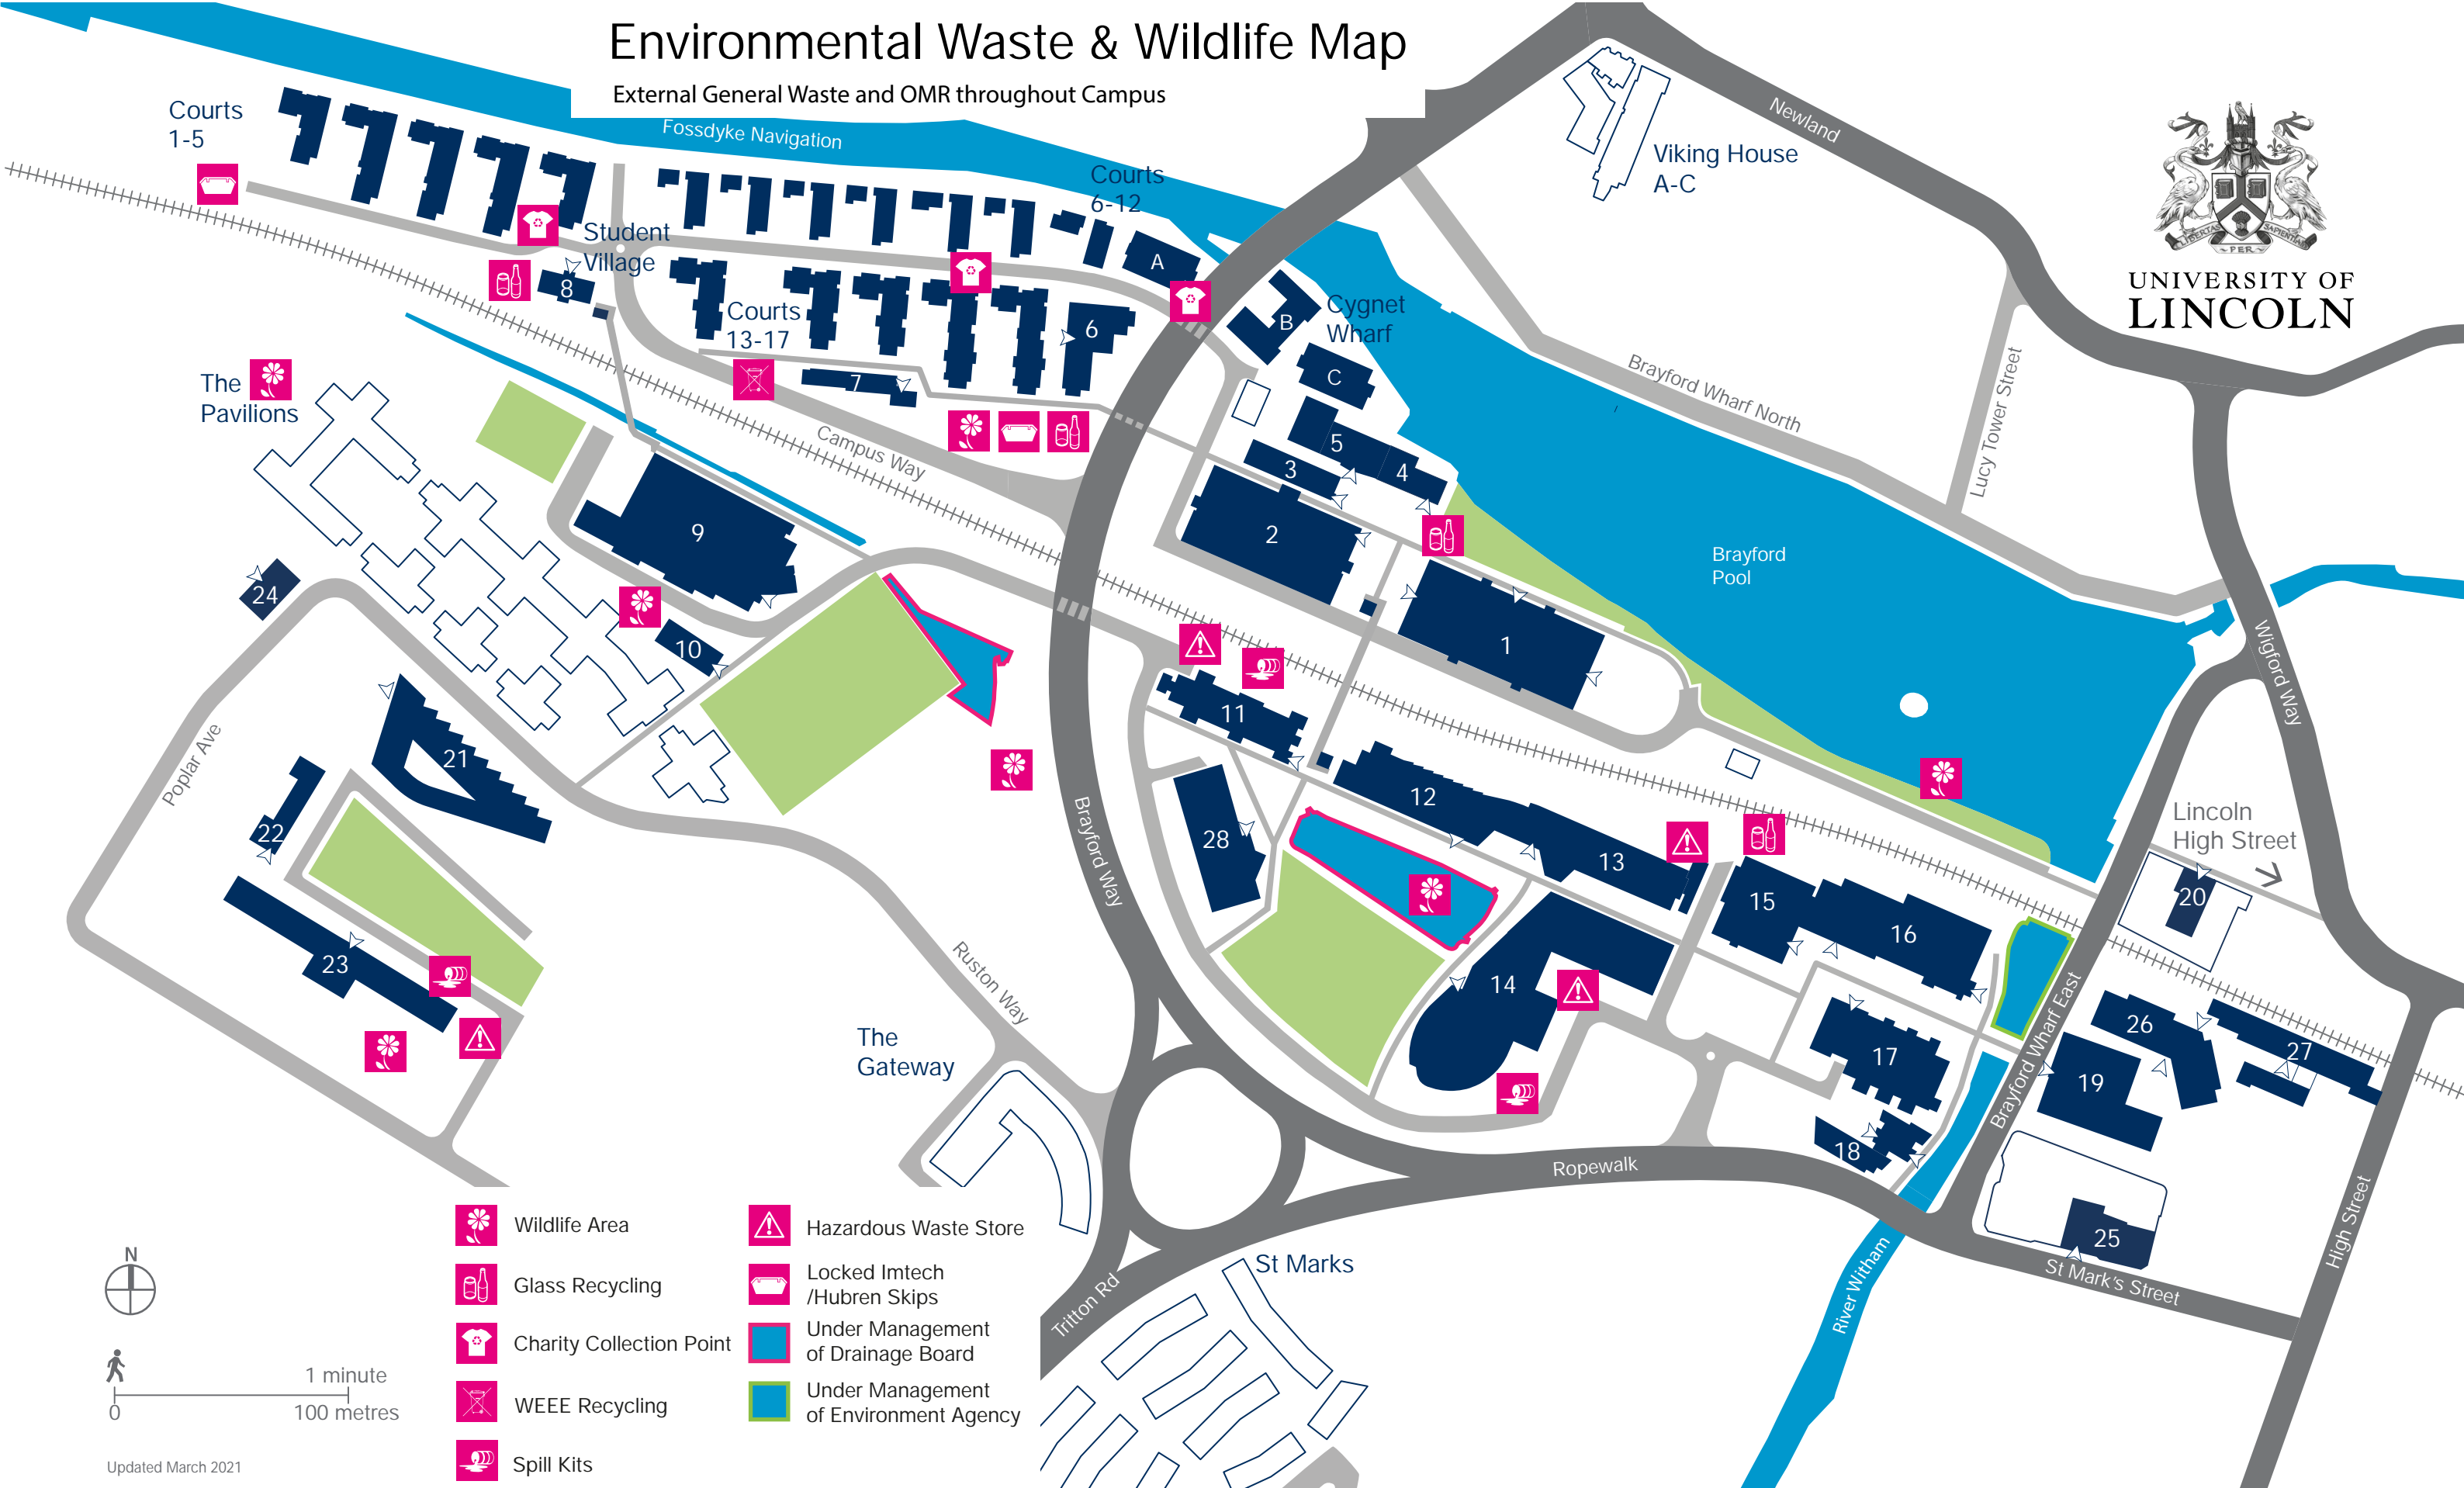 Environmental Waste & Wildlife Map
External General Waste and OMR throughout Campus
Courts
1-5
Fossdyke Navigation
Courts
6-12
Viking House
A-C
Newland
LIBERTAS PER SAPIENTIAM
UNIVERSITY OF
LINCOLN
Student
Village
8
A
B
Cygnet
Wharf
C
Courts
13-17
6
7
The
Pavilions
Campus Way
5
3
4
2
Brayford Wharf North
Lucy Tower Street
9
Brayford
Pool
1
24
10
Wigford Way
11
Poplar Ave
21
12
22
28
Brayford Way
13
Lincoln
High Street
20
15
16
23
14
Ruston Way
Brayford Wharf East
26
27
The
Gateway
17
19
18
Ropewalk
25
St Mark's Street
High Street
River Witham
St Marks
Tritton Rd
Wildlife Area
Glass Recycling
Charity Collection Point
WEEE Recycling
Spill Kits
Hazardous Waste Store
Locked Imtech
/Hubren Skips
Under Management
of Drainage Board
Under Management
of Environment Agency
N
1 minute
0
100 metres
Updated March 2021